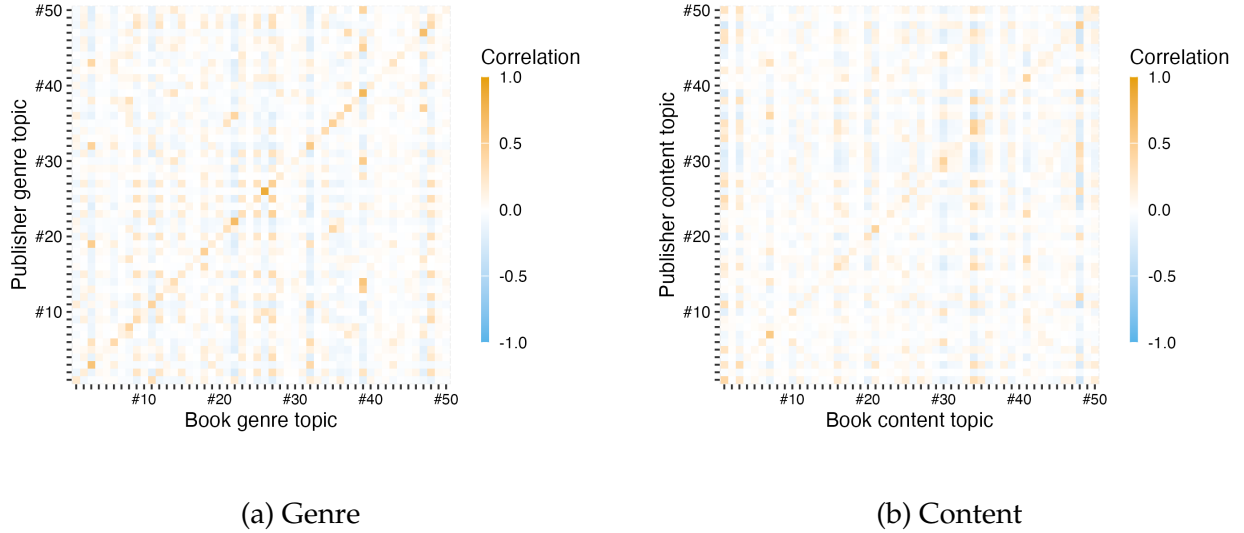 Publisher genre topic
#50
#40
#30
#20
#10
#10 #20 #30 #40 #50
Book genre topic
Correlation
1.0
0.5
0.0
-0.5
-1.0
(a) Genre
Publisher content topic
#50
#40
#30
#20
#10
#10 #20 #30 #40 #50
Book content topic
Correlation
1.0
0.5
0.0
-0.5
-1.0
(b) Content